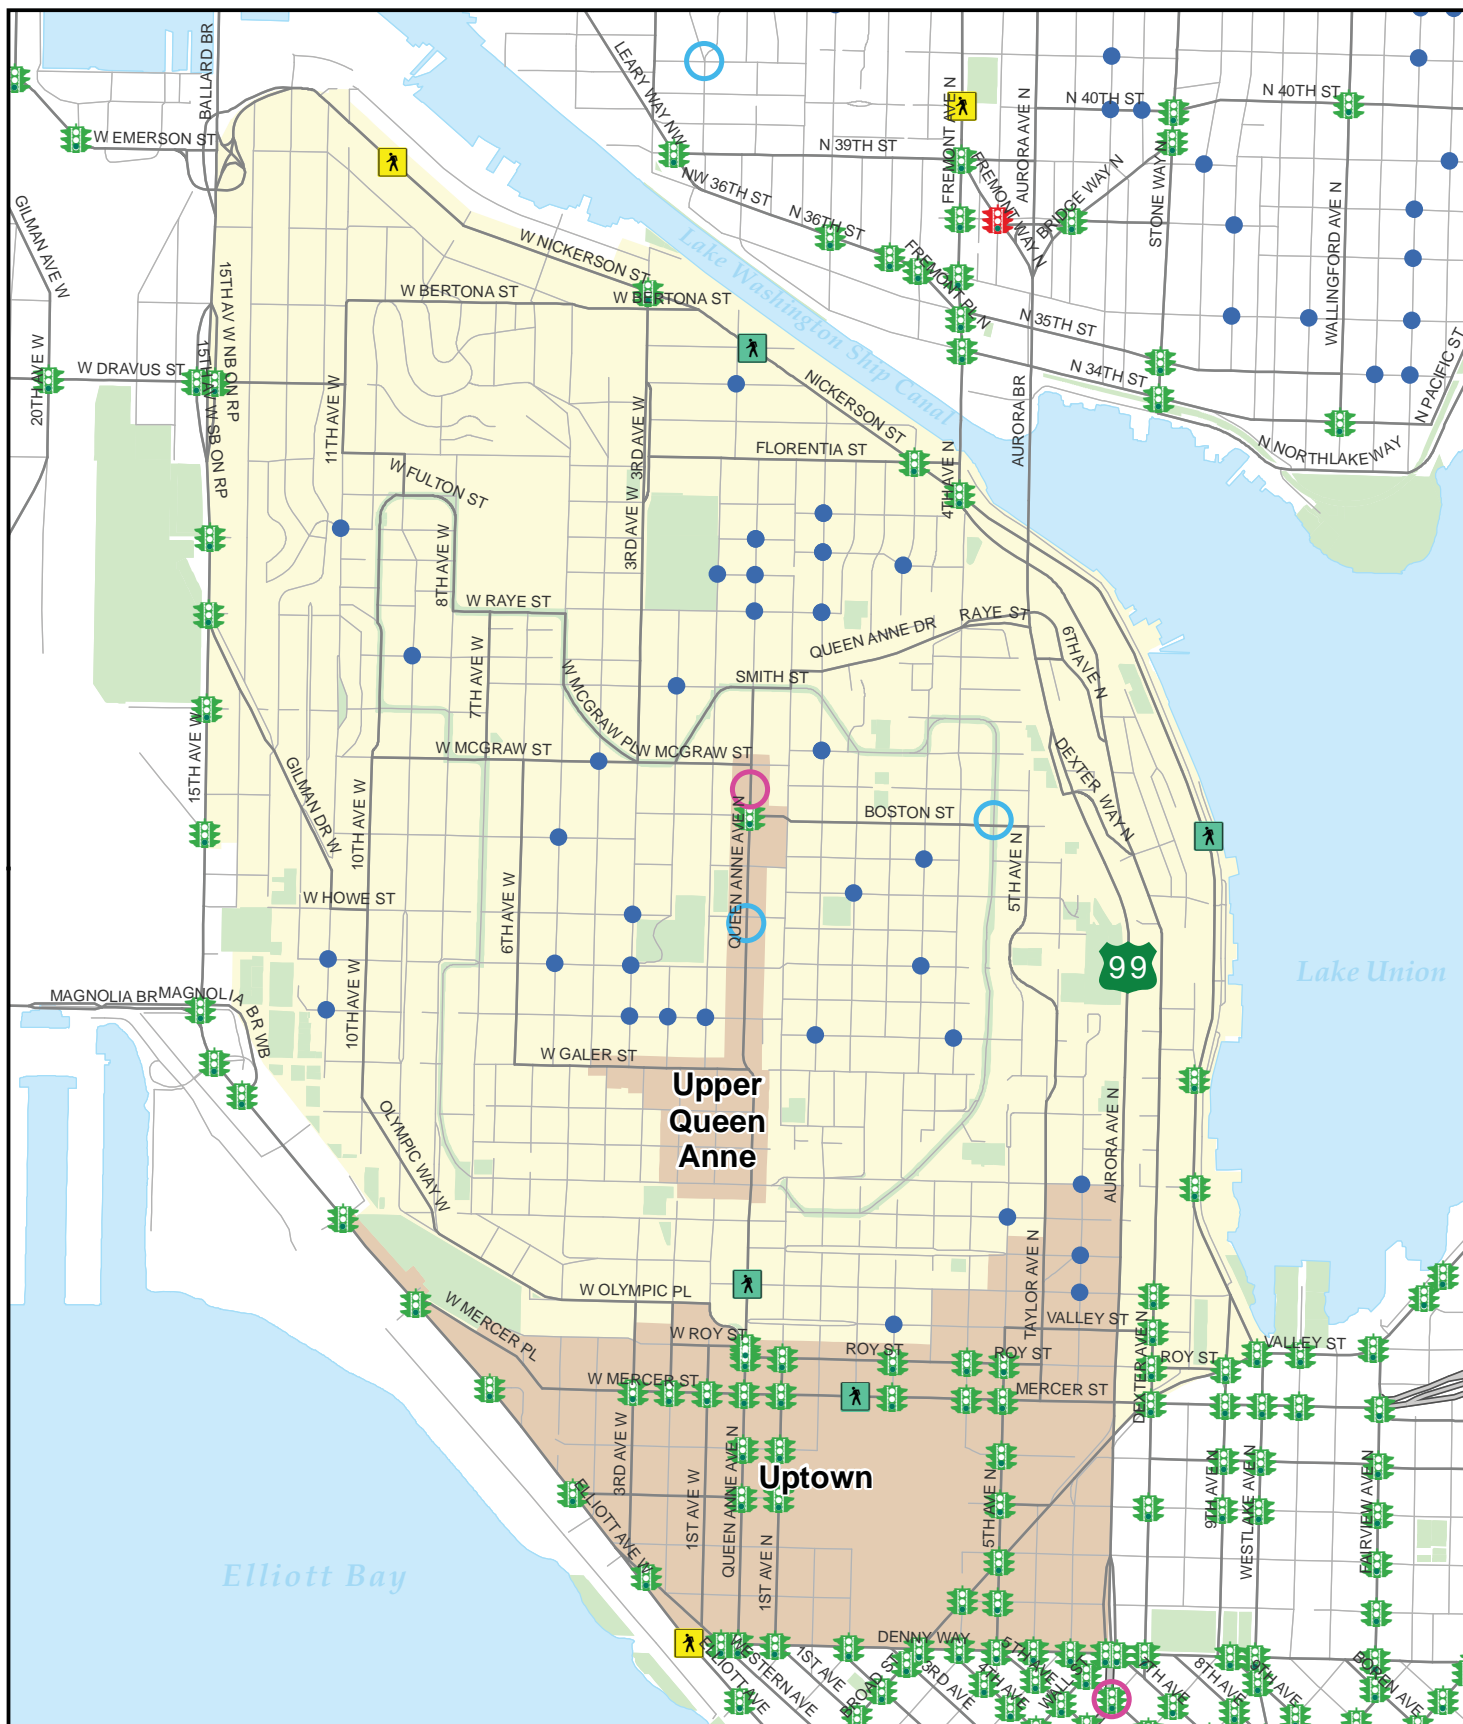 BALLARD BR
LEARY WAY NW
FREMONT AVE N
AURORA AVE N
N 40TH ST
N 40TH ST
W EMERSON ST
N 39TH ST
STONE WAY N
NW 36TH ST
N 36TH ST
FREMONT WAY N
BRIDGE WAY N
WALLINGFORD AVE N
GILMAN AVE W
W NICKERSON ST
Lake Washington Ship Canal
FREMONT PL N
15TH AV W NB ON RP
W BERTONA ST
W BERTONA ST
N 35TH ST
N 34TH ST
N PACIFIC ST
20TH AVE W
W DRAVUS ST
15TH AV W SB ON RP
11TH AVE W
3RD AVE W
NICKERSON ST
AURORA BR
FLORENTIA ST
4TH AVE N
N NORTHLAKE WAY
W FULTON ST
8TH AVE W
3RD AVE W
W RAYE ST
RAYE ST
QUEEN ANNE DR
6TH AVE N
7TH AVE W
W MCGRAW PL
SMITH ST
W MCGRAW ST
W MCGRAW ST
DEXTER WAY N
15TH AVE W
GILMAN DR W
10TH AVE W
BOSTON ST
5TH AVE N
QUEEN ANNE AVE N
W HOWE ST
6TH AVE W
99
Lake Union
MAGNOLIA BR
MAGNOLIA
BR WB
10TH AVE W
W GALER ST
Upper
Queen
Anne
OLYMPIC WAY W
AURORA AVE N
TAYLOR AVE N
W OLYMPIC PL
W MERCER PL
W ROY ST
ROY ST
ROY ST
VALLEY ST
DEXTER AVE N
ROY ST
VALLEY ST
W MERCER ST
MERCER ST
3RD AVE W
1ST AVE W
QUEEN ANNE AVE N
Uptown
1ST AVE N
5TH AVE N
9TH AVE N
WESTLAKE AVE N
FAIRVIEW AVE N
ELLIOTT AVE W
Elliott Bay
DENNY WAY
ELLIOTT AVE
WESTERN AVE
1ST AVE
BROAD ST
3RD AVE
4TH AVE
5TH AVE
WALL ST
7TH AVE
8TH AVE
9TH AVE
BOREN AVE